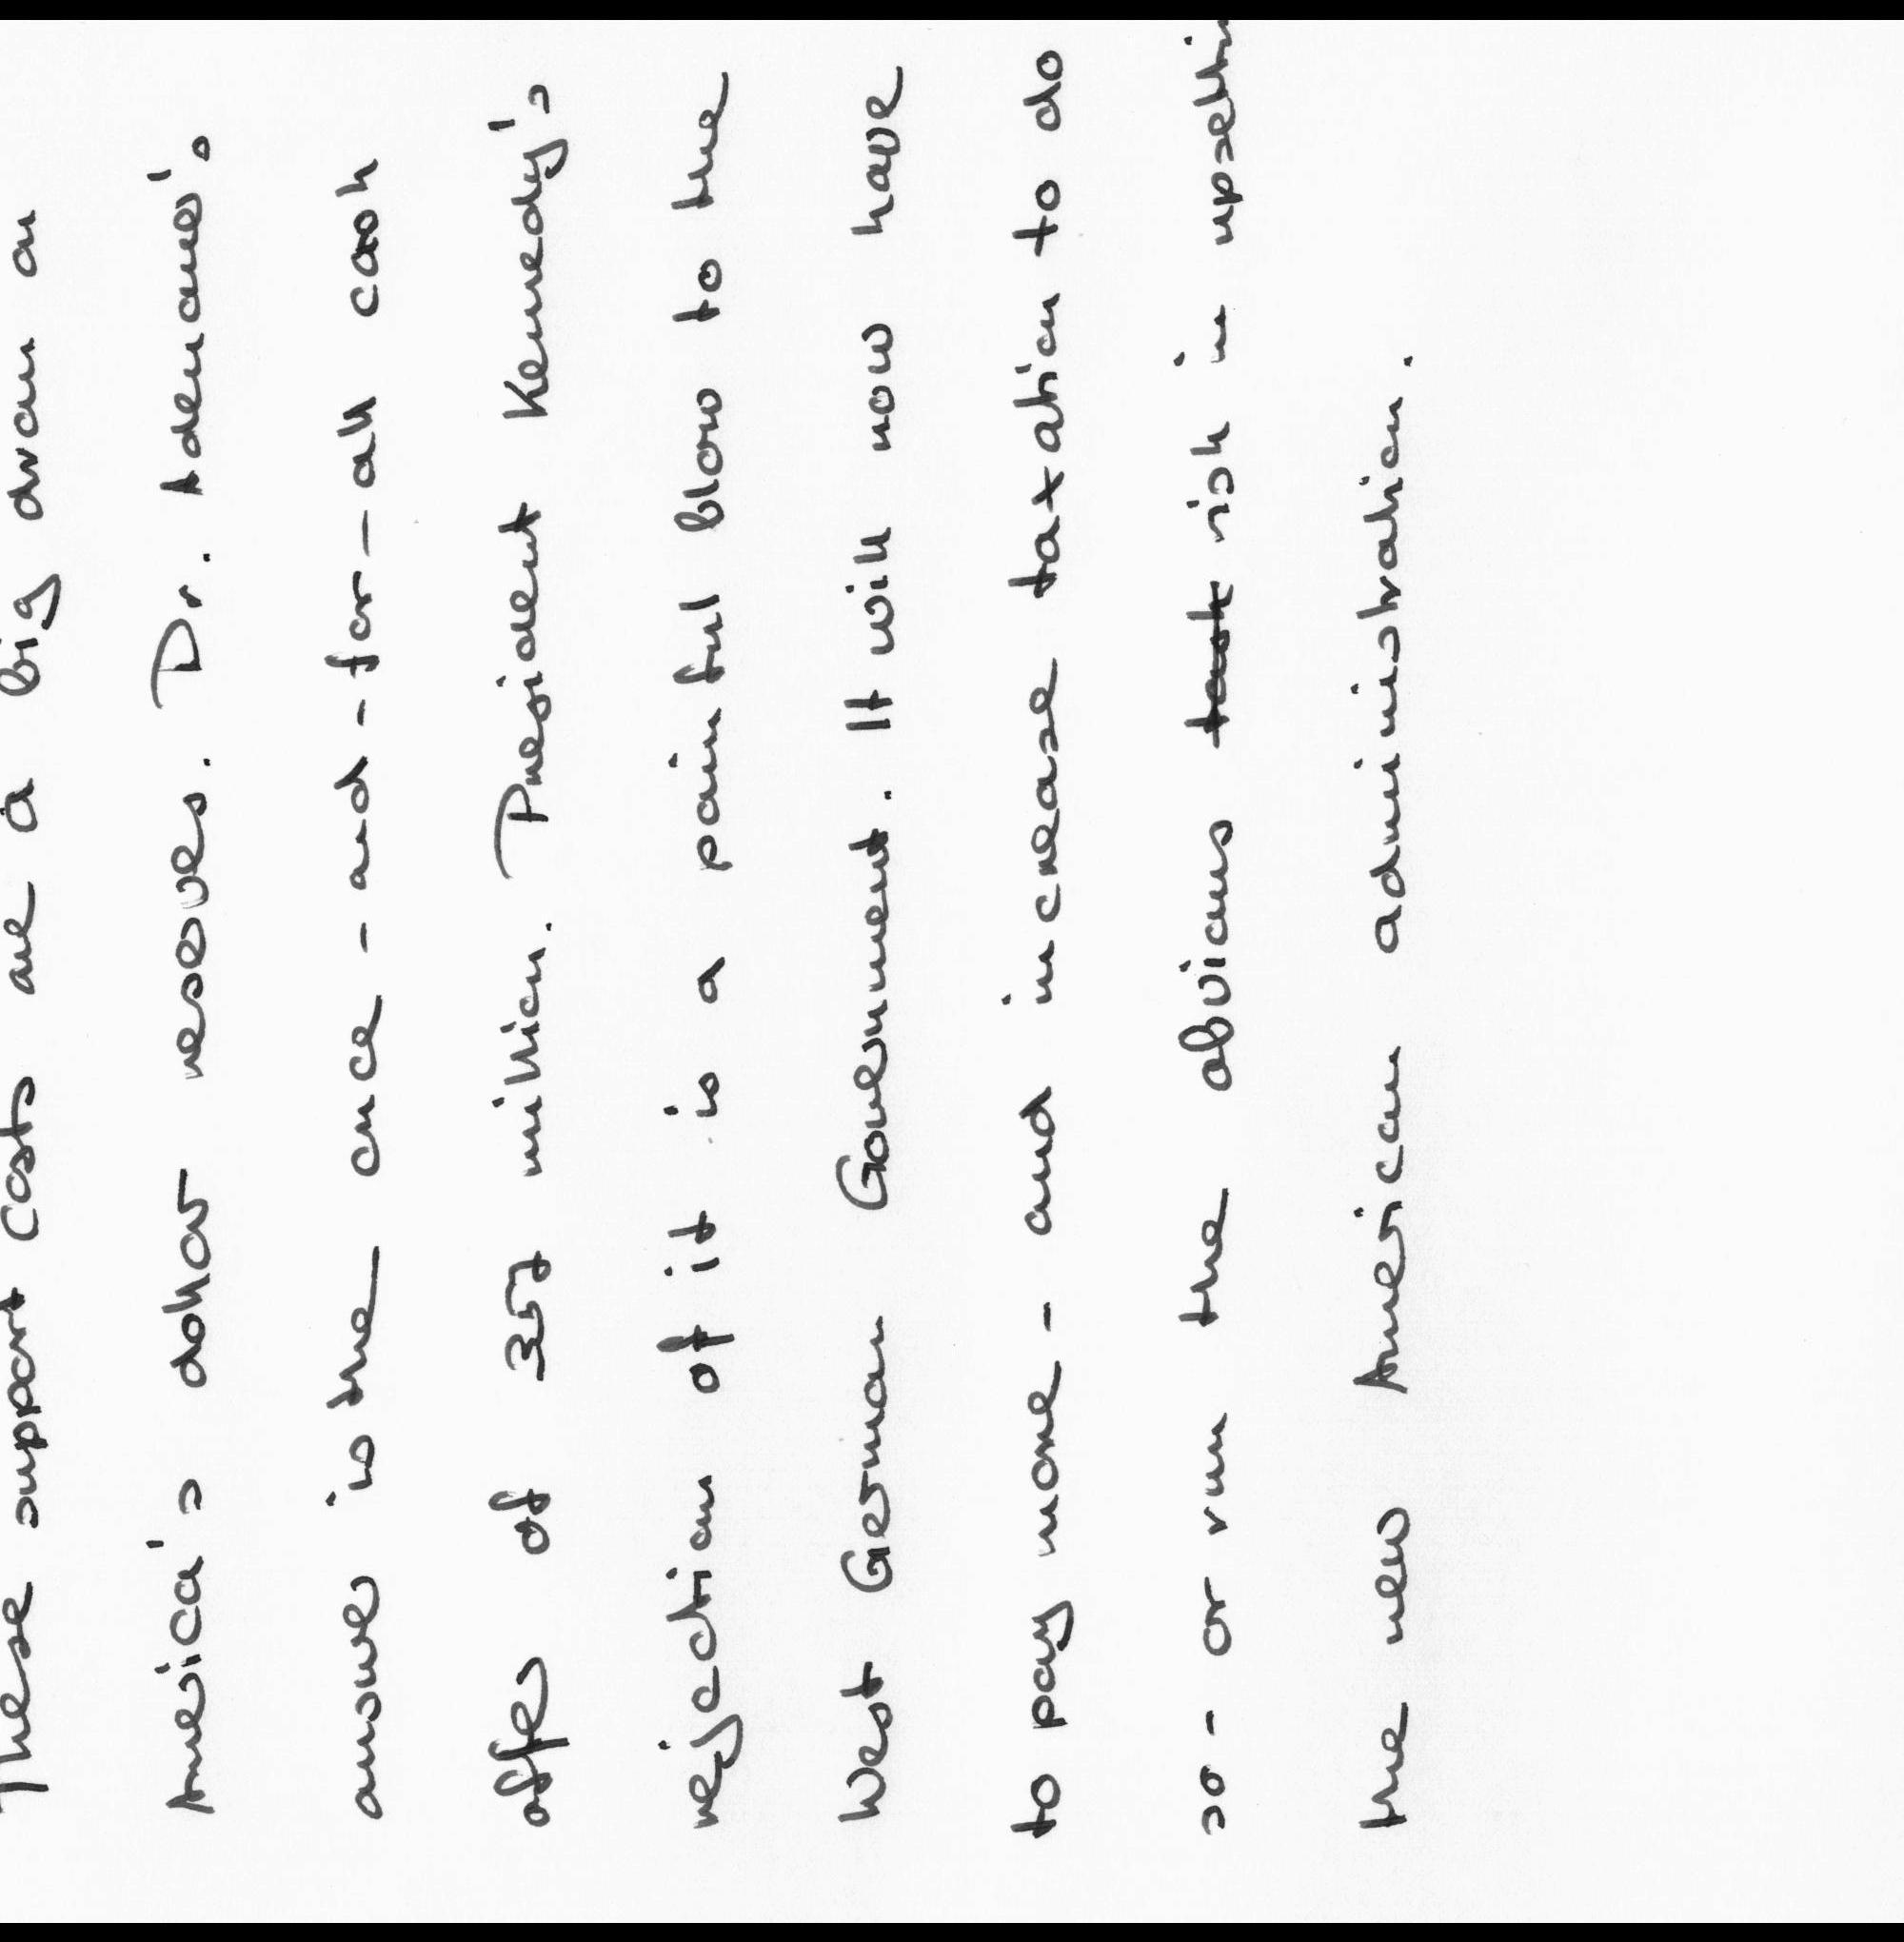 These support costs are a big drain on
America's dollar reserves. Dr. Adenauer's
answer is the once-and-for-all cash
offer of 357 million. President Kennedy's
rejection of it is a painful blow to the
West German Government. It will now have
to pay more - and increase taxation to do
so - or run the obvious risk in upsetting
the new American administration.